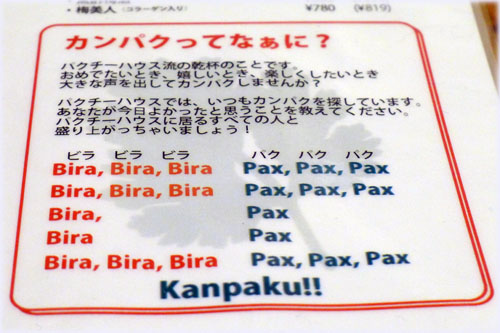 ・梅美人（コラーゲン入り） ¥780 (¥819)
カンパクってなぁに？
パクチーハウス流の乾杯のことです。
おめでたいとき、嬉しいとき、楽しくしたいとき
大きな声を出してカンパクしませんか？
パクチーハウスでは、いつもカンパクを探しています。
あなたが今日よかったと思うことを教えてください。
パクチーハウスに居るすべての人と
盛り上がっちゃいましょう！
ビラ ビラ ビラ パク パク パク
Bira, Bira, Bira Pax, Pax, Pax
Bira, Bira, Bira Pax, Pax, Pax
Bira, Pax
Bira Pax
Bira, Bira, Bira Pax, Pax, Pax
Kanpaku!!